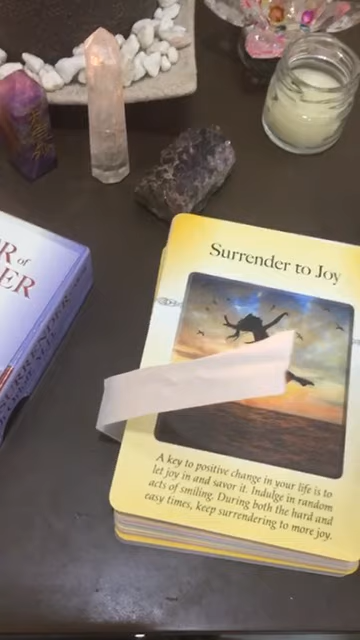 Surrender to Joy
A key to positive change in your life is to
let joy in and savor it. Indulge in random
acts of smiling. During both the hard and
easy times, keep surrendering to more joy.
of
SURRENDER